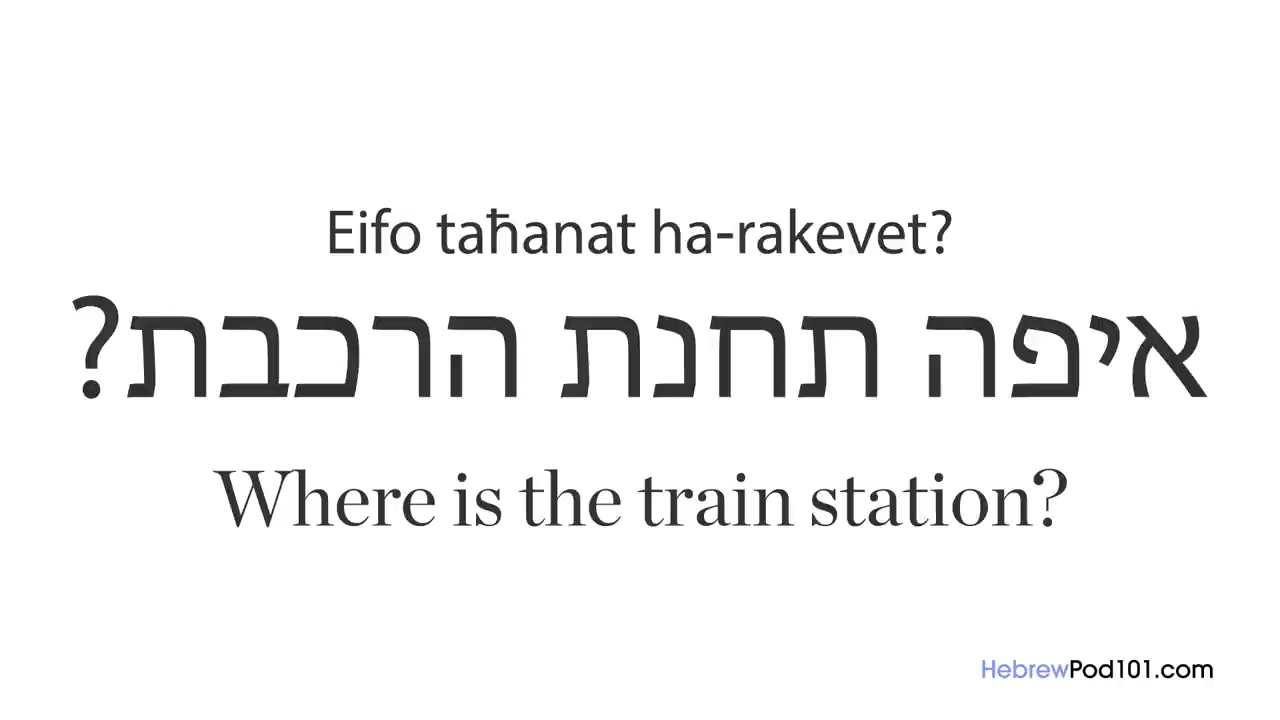 Eifo taħanat ha-rakevet?
איפה תחנת הרכבת?
Where is the train station?
HebrewPod101.com